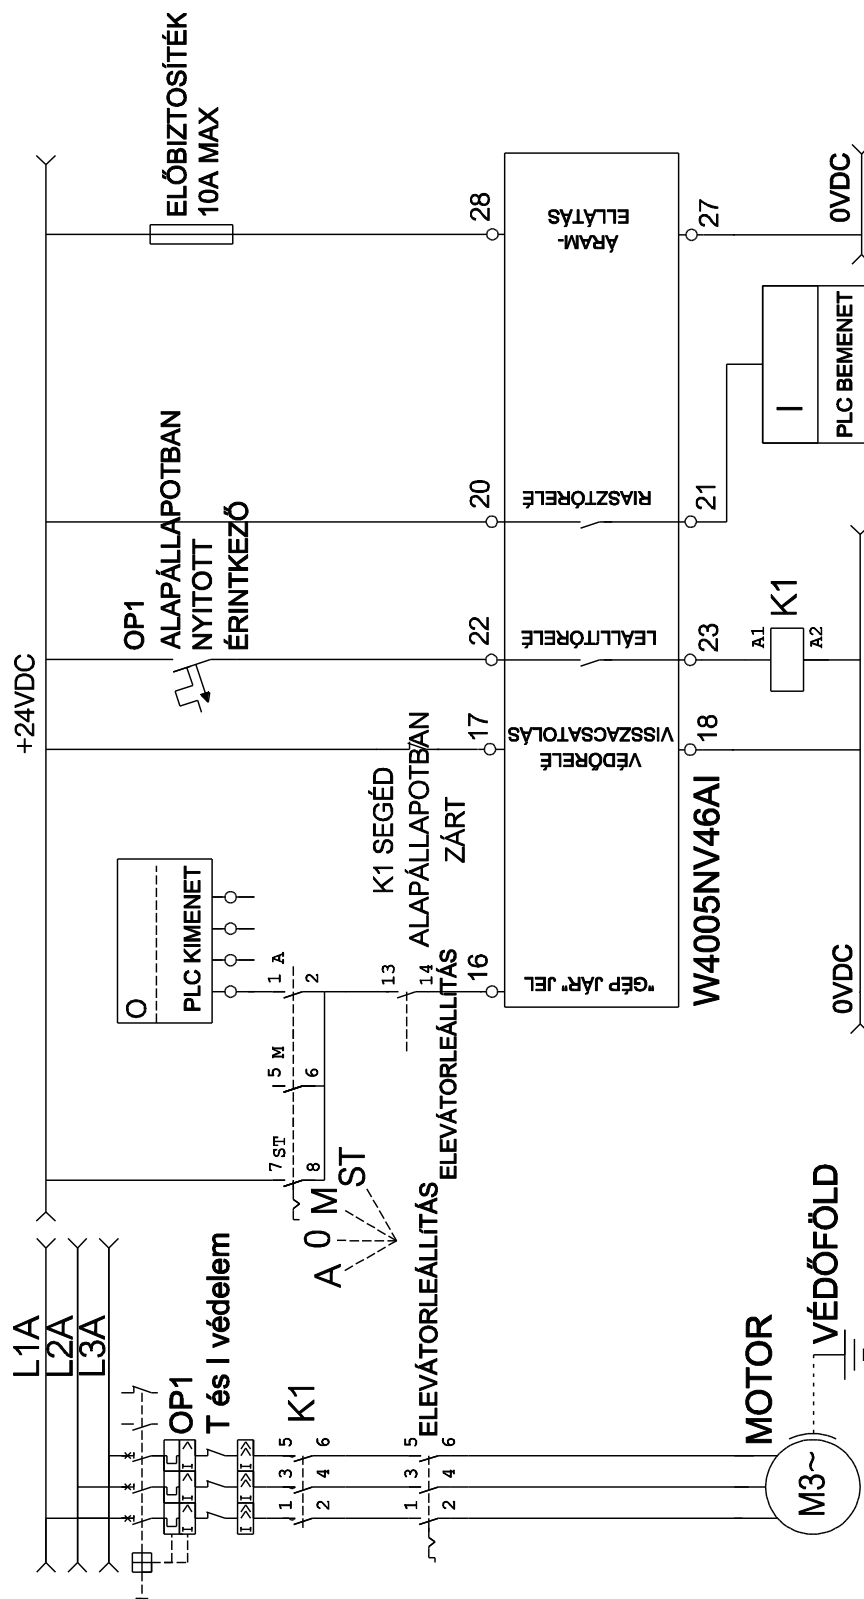 L1A
L2A
L3A
OP1
T és I védelem
I>
I>
I>
I>>
I>>
I>>
K1
1
3
5
2
4
6
ELEVÁTORLEÁLLÍTÁS
1
3
5
2
4
6
MOTOR
M3~
VÉDŐFÖLD
+24VDC
A
0
M
ST
7
ST
8
5
M
6
1
A
2
O
PLC KIMENET
13
14
K1 SEGÉD
ALAPÁLLAPOTBAN
ZÁRT
ELEVÁTORLEÁLLÍTÁS
OP1
ALAPÁLLAPOTBAN
NYITOTT
ÉRINTKEZŐ
ELŐBIZTOSÍTÉK
10A MAX
16
17
22
20
28
"GÉP JÁR" JEL
VÉDŐRELÉ
VISSZACSATOLÁS
LEÁLLÍTÓRELÉ
RIASZTÓRELÉ
ÁRAM-
ELLÁTÁS
W4005NV46AI
18
23
21
27
A1
A2
K1
I
PLC BEMENET
0VDC
0VDC